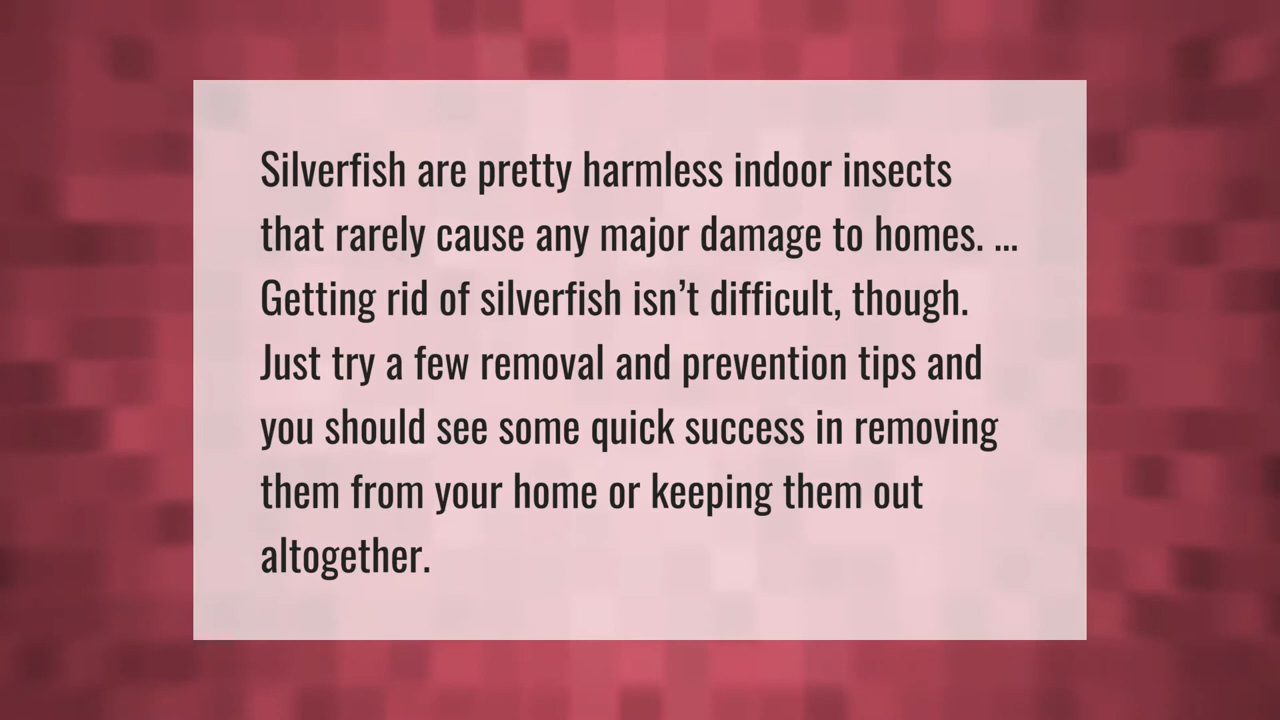 Silverfish are pretty harmless indoor insects
that rarely cause any major damage to homes. ...
Getting rid of silverfish isn’t difficult, though.
Just try a few removal and prevention tips and
you should see some quick success in removing
them from your home or keeping them out
altogether.